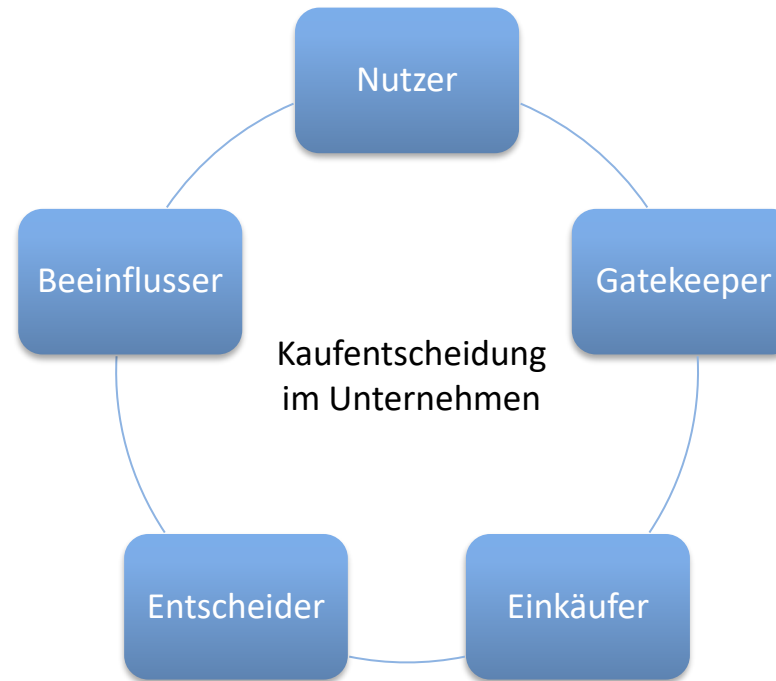 Nutzer
Beeinflusser
Gatekeeper
Kaufentscheidung
im Unternehmen
Entscheider
Einkäufer